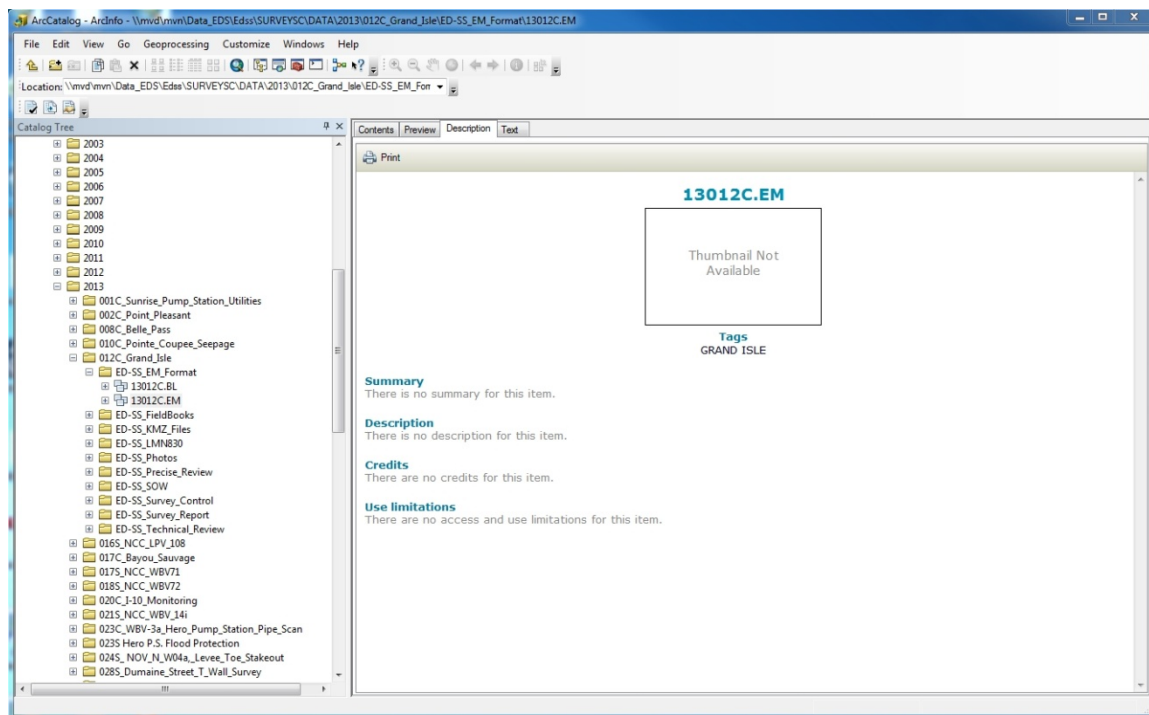 ArcCatalog - ArcInfo - \\mvd\mvn\Data_EDS\Edss\SURVEYSC\DATA\2013\012C_Grand_Isle\ED-SS_EM_Format\13012C.EM
File Edit View Go Geoprocessing Customize Windows Help
Location: \\mvd\mvn\Data_EDS\Edss\SURVEYSC\DATA\2013\012C_Grand_Isle\ED-SS_EM_Forr
Catalog Tree
2003
2004
2005
2006
2007
2008
2009
2010
2011
2012
2013
001C_Sunrise_Pump_Station_Utilities
002C_Point_Pleasant
008C_Belle_Pass
010C_Pointe_Coupee_Seepage
012C_Grand_Isle
ED-SS_EM_Format
13012C.BL
13012C.EM
ED-SS_FieldBooks
ED-SS_KMZ_Files
ED-SS_LMN830
ED-SS_Photos
ED-SS_Precise_Review
ED-SS_SOW
ED-SS_Survey_Control
ED-SS_Survey_Report
ED-SS_Technical_Review
016S_NCC_LPV_108
017C_Bayou_Sauvage
017S_NCC_WBV71
018S_NCC_WBV72
020C_I-10_Monitoring
021S_NCC_WBV_14i
023C_WBV-3a_Hero_Pump_Station_Pipe_Scan
023S Hero P.S. Flood Protection
024S_ NOV_N_W04a,_Levee_Toe_Stakeout
028S_Dumaine_Street_T_Wall_Survey
Contents Preview Description Text
Print
13012C.EM
Thumbnail Not
Available
Tags
GRAND ISLE
Summary
There is no summary for this item.
Description
There is no description for this item.
Credits
There are no credits for this item.
Use limitations
There are no access and use limitations for this item.